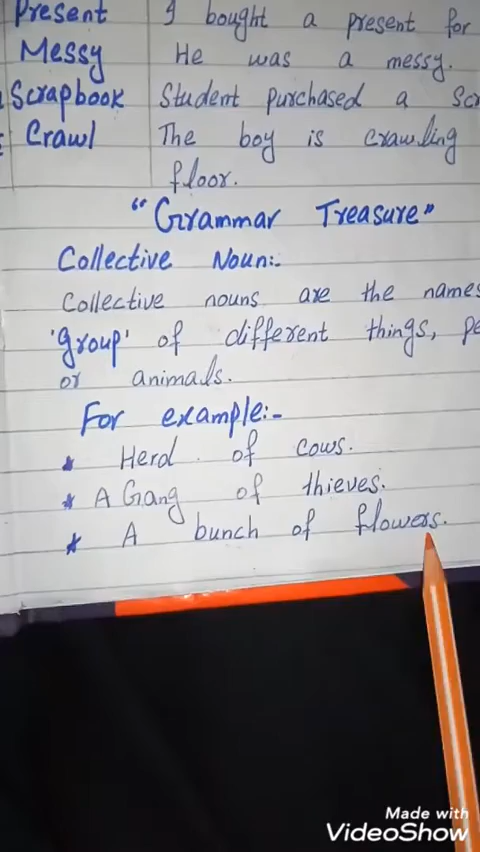 Present I bought a present for
Messy He was a messy.
Scrapbook Student purchased a
Crawl The boy is crawling
floor.
"Grammar Treasure"
Collective Noun:-
Collective nouns are the names
'group' of different things,
or animals.
For example:-
* Herd of cows.
* A Gang of thieves.
* A bunch of flowers.
Made with
VideoShow